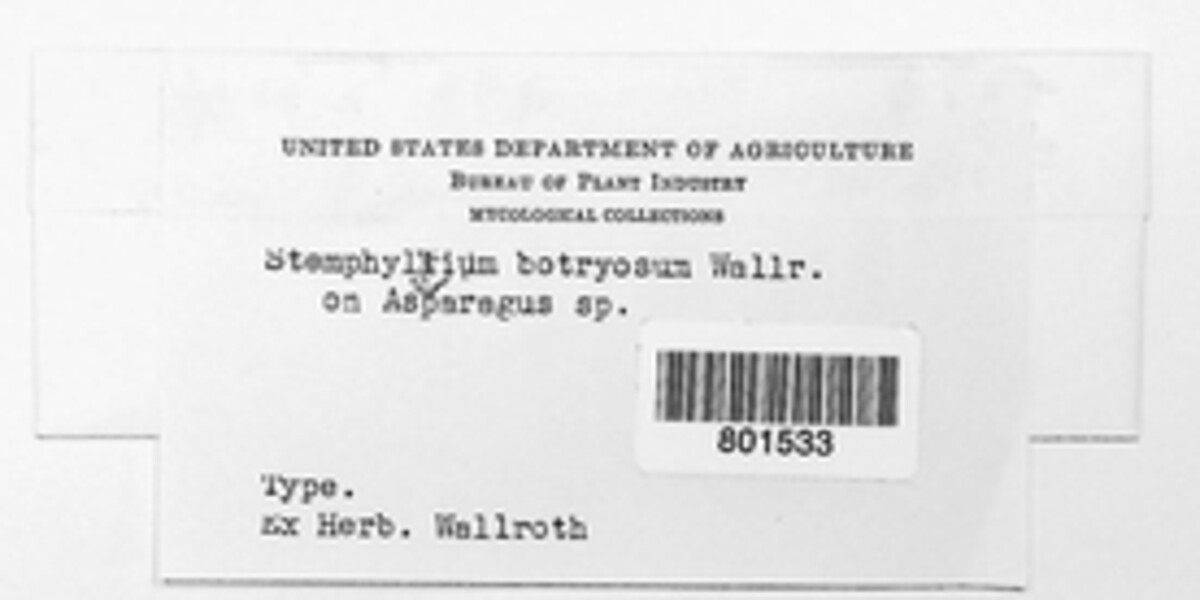 UNITED STATES DEPARTMENT OF AGRICULTURE
BUREAU OF PLANT INDUSTRY
MYCOLOGICAL COLLECTIONS
botryosum Wallr.
on Asparagus sp.
801533
Type.
Ex Herb. Wallroth